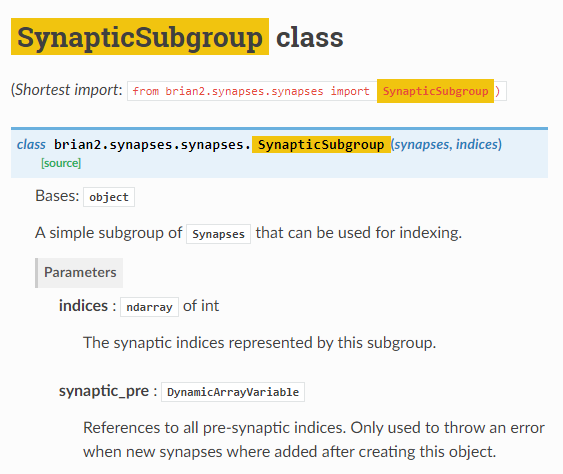 SynapticSubgroup class
(Shortest import: from brian2.synapses.synapses import SynapticSubgroup)
class brian2.synapses.synapses.SynapticSubgroup(synapses, indices)
[source]
Bases: object
A simple subgroup of Synapses that can be used for indexing.
Parameters
indices : ndarray of int
The synaptic indices represented by this subgroup.
synaptic_pre : DynamicArrayVariable
References to all pre-synaptic indices. Only used to throw an error
when new synapses where added after creating this object.